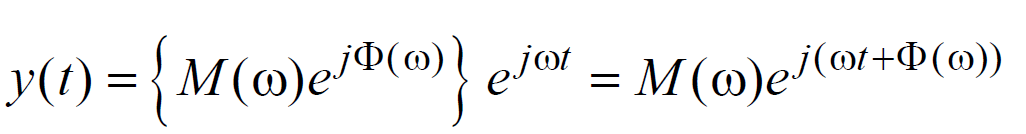 y(t) = { M(ω)e^{jΦ(ω)} } e^{jωt} = M(ω)e^{j(ωt+Φ(ω))}